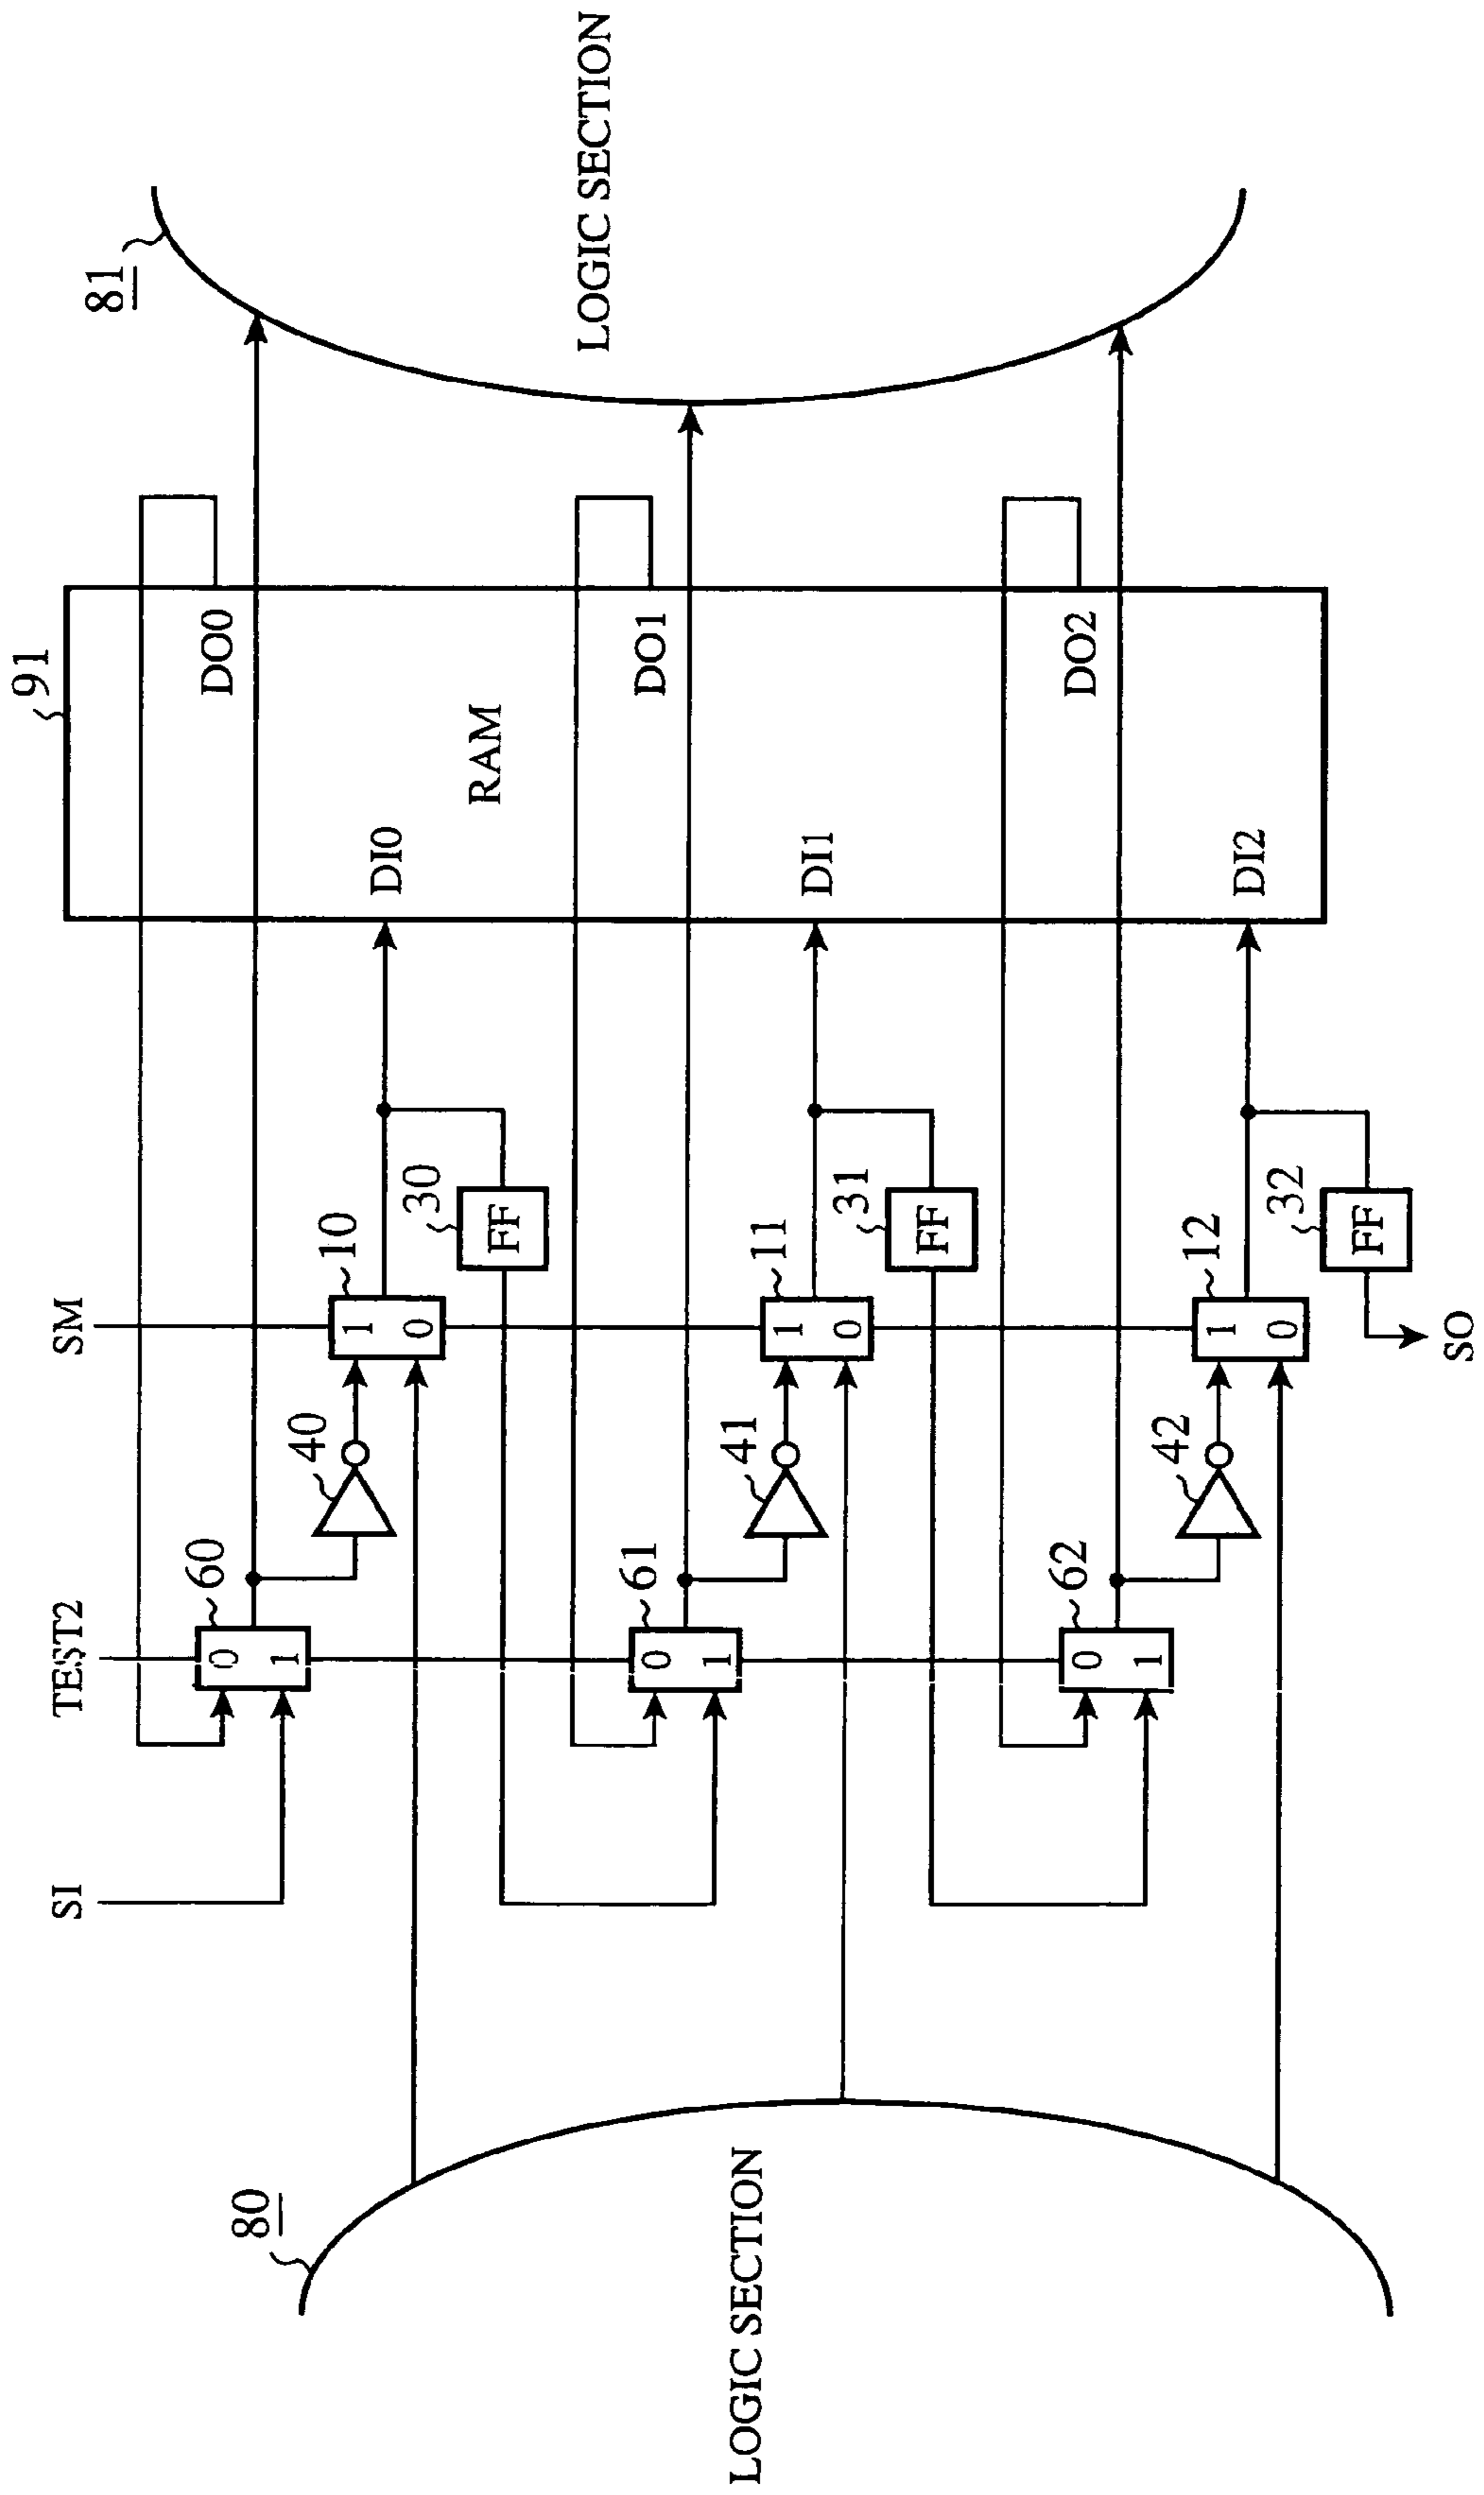 SI
TEST2
SM
91
81
80
LOGIC SECTION
LOGIC SECTION
RAM
60
0
1
40
10
1
0
30
FF
DI0
DO0
61
0
1
41
11
1
0
31
FF
DI1
DO1
62
0
1
42
12
1
0
32
FF
DI2
DO2
SO